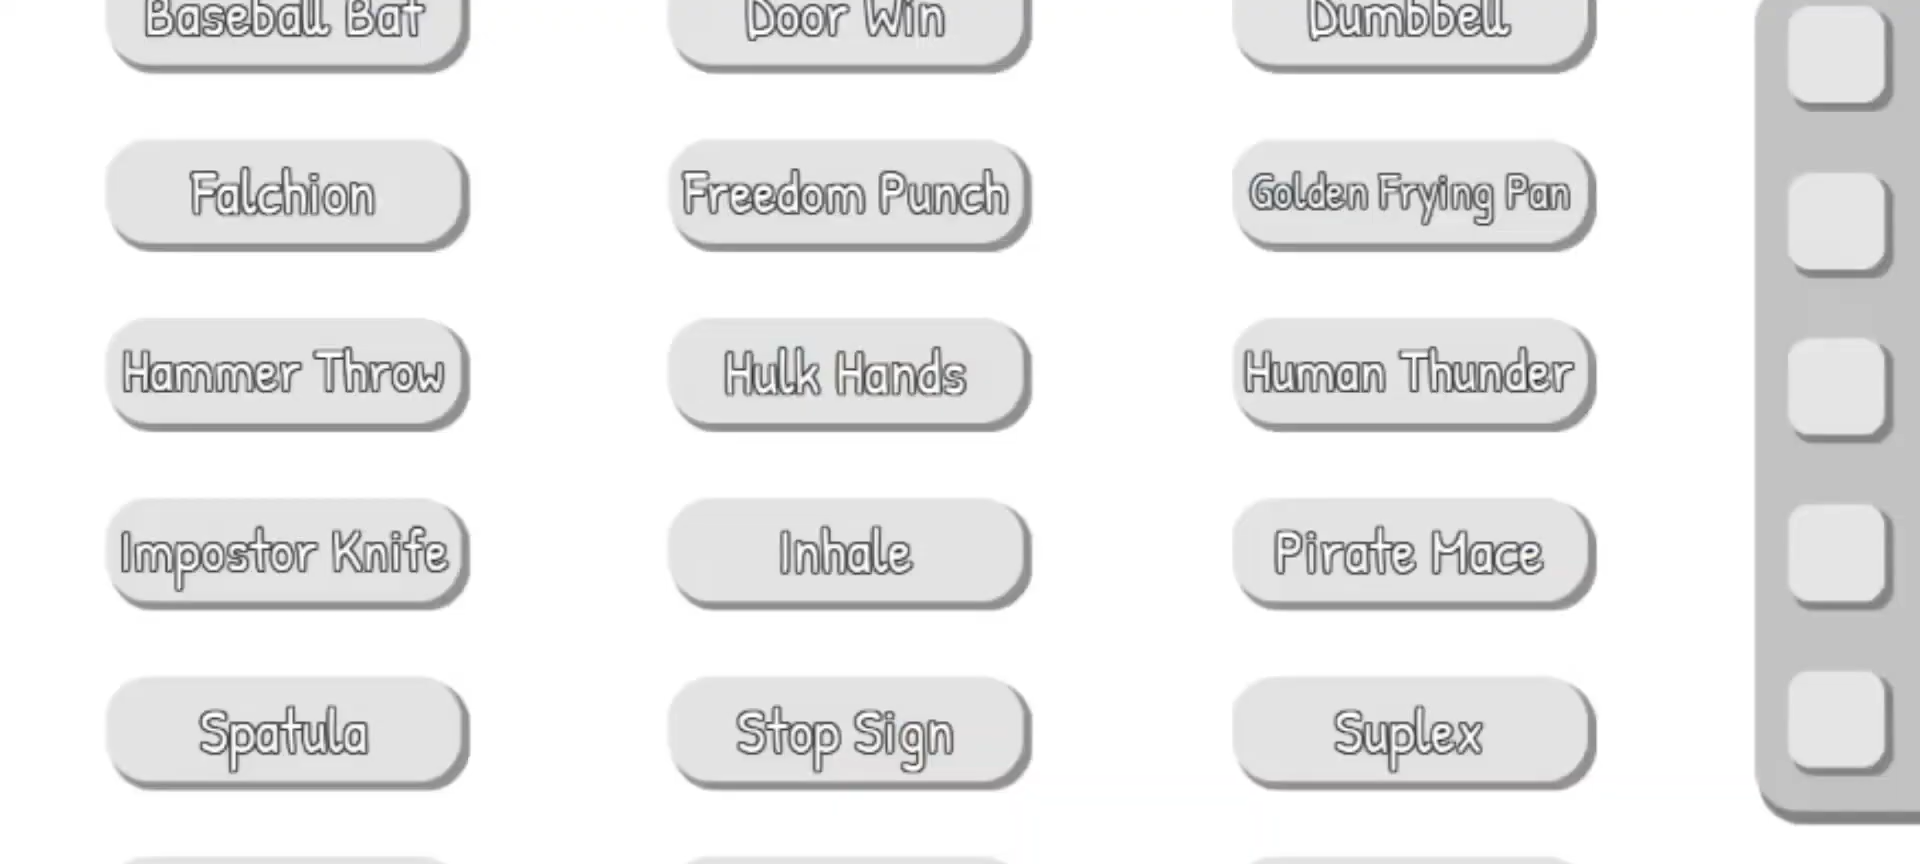 Baseball Bat
Door Win
Dumbbell
Falchion
Freedom Punch
Golden Frying Pan
Hammer Throw
Hulk Hands
Human Thunder
Impostor Knife
Inhale
Pirate Mace
Spatula
Stop Sign
Suplex